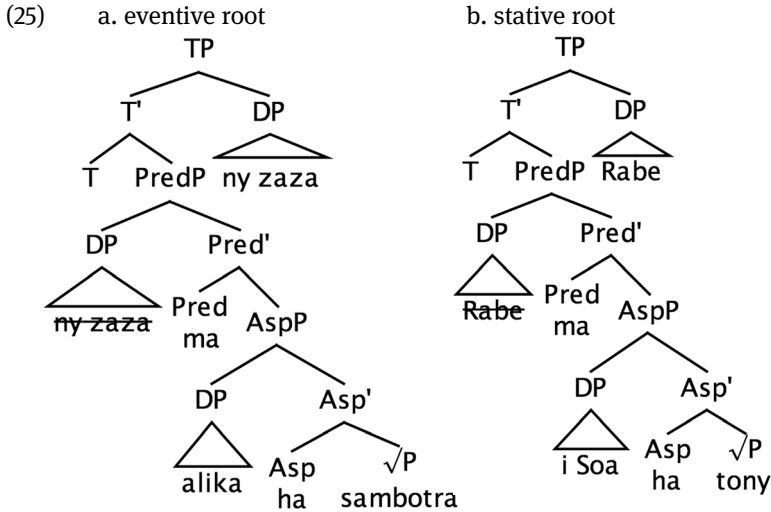 (25) a. eventive root b. stative root
TP TP
T' DP T' DP
T PredP ny zaza T PredP Rabe
DP Pred' DP Pred'
ny zaza Pred AspP Rabe Pred AspP
ma ma
DP Asp' DP Asp'
alika Asp √P i Soa Asp √P
ha sambotra ha tony